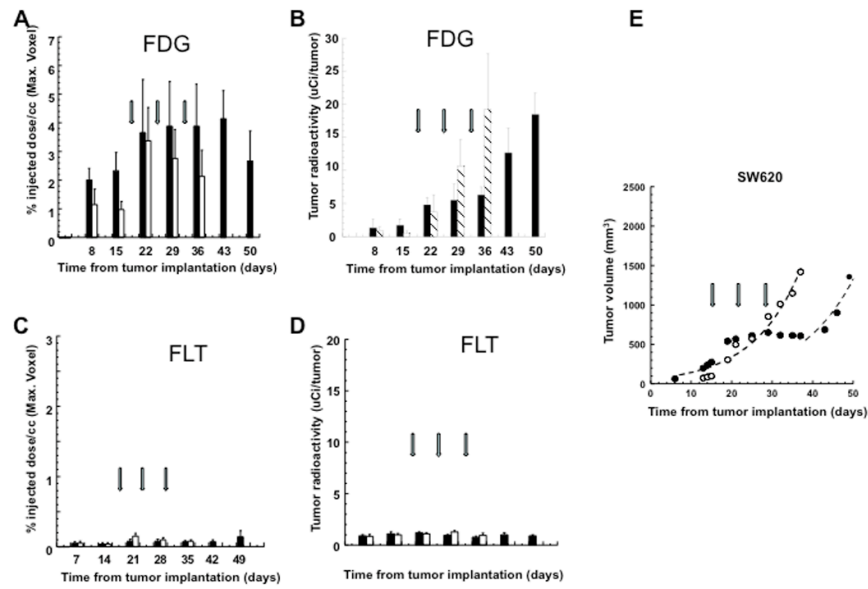 A
FDG
% injected dose/cc (Max. Voxel)
7
6
5
4
3
2
1
0
8 15 22 29 36 43 50
Time from tumor implantation (days)
B
FDG
Tumor radioactivity (uCi/tumor)
30
25
20
15
10
5
0
8 15 22 29 36 43 50
Time from tumor implantation (days)
C
FLT
% injected dose/cc (Max. Voxel)
3
2
1
0
7 14 21 28 35 42 49
Time from tumor implantation (days)
D
FLT
Tumor radioactivity (uCi/tumor)
20
15
10
5
0
Time from tumor implantation (days)
E
SW620
Tumor volume (mm³)
2500
2000
1500
1000
500
0
0 10 20 30 40 50
Time from tumor implantation (days)